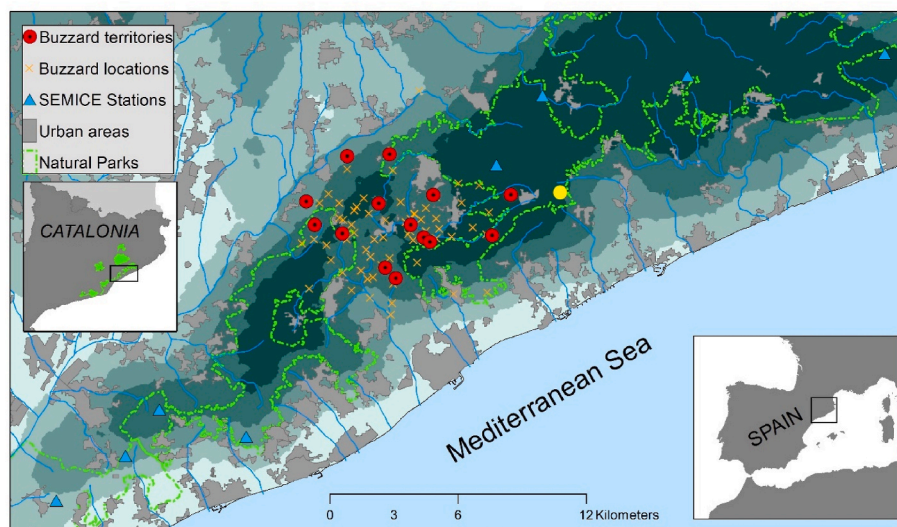 Buzzard territories
Buzzard locations
SEMICE Stations
Urban areas
Natural Parks
CATALONIA
Mediterranean Sea
SPAIN
0 3 6 12 Kilometers